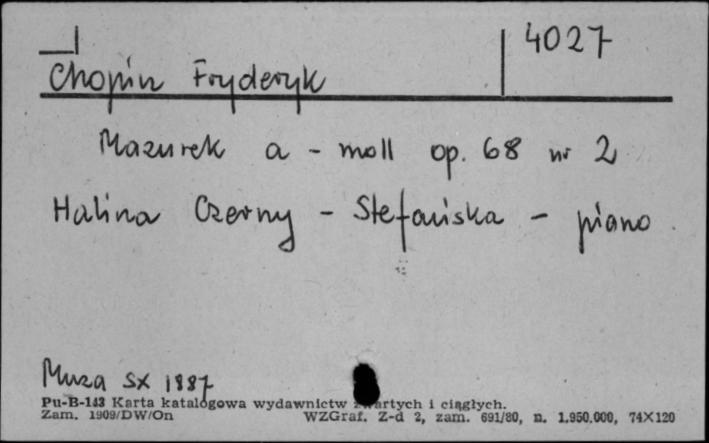 4027
Chopin Fryderyk
Mazurek a-moll op. 68 nr 2
Halina Czerny - Stefańska - piano
Muza SX 1887
Pu-B-143 Karta katalogowa wydawnictw zwartych i ciągłych.
Zam. 1909/DW/On WZGraf. Z-d 2, zam. 691/80, n. 1.950.000, 74X120